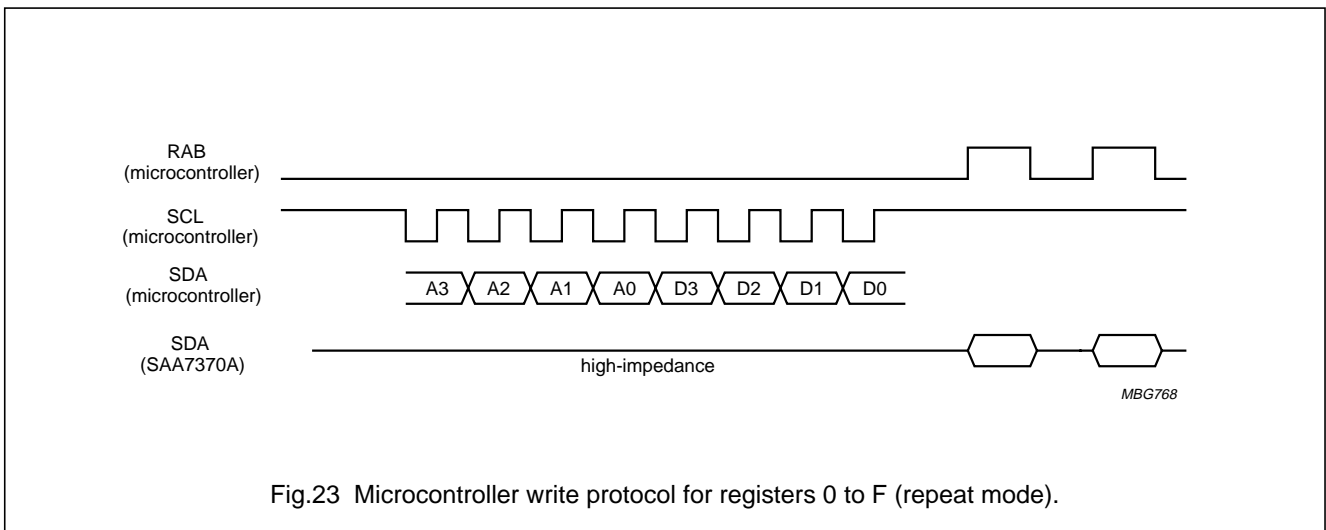 RAB
(microcontroller)
SCL
(microcontroller)
SDA
(microcontroller)
A3 A2 A1 A0 D3 D2 D1 D0
SDA
(SAA7370A)
high-impedance
MBG768
Fig.23 Microcontroller write protocol for registers 0 to F (repeat mode).